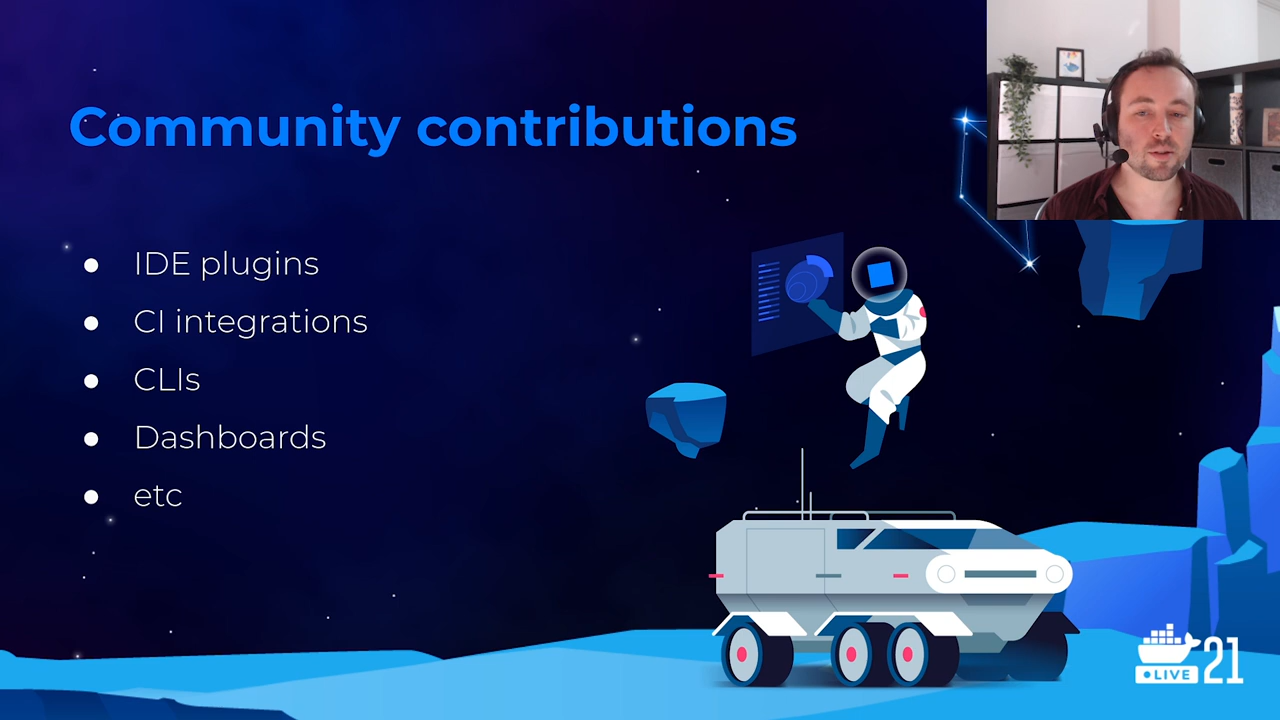 Community contributions
● IDE plugins
● CI integrations
● CLIs
● Dashboards
● etc
LIVE 21